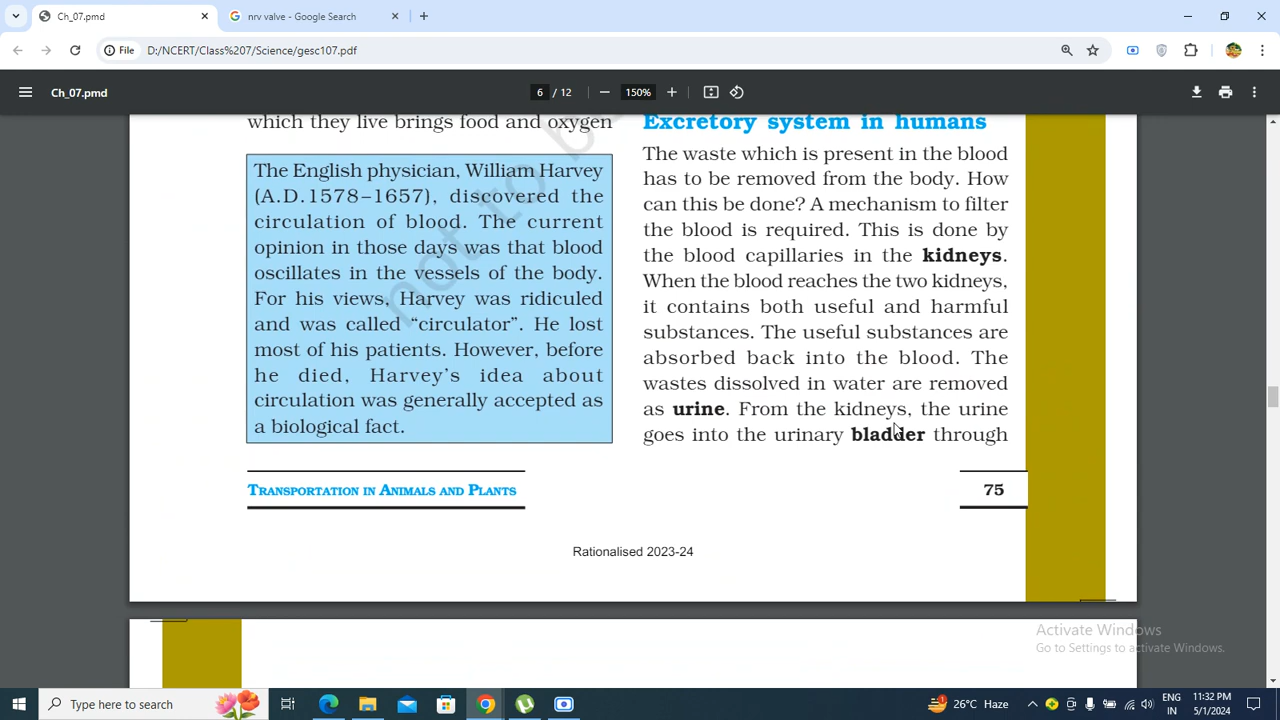 Ch_07.pmd
nrv valve - Google Search
File
D:/NCERT/Class%207/Science/gesc107.pdf
Ch_07.pmd
6 / 12
150%
which they live brings food and oxygen
The English physician, William Harvey
(A.D.1578–1657), discovered the
circulation of blood. The current
opinion in those days was that blood
oscillates in the vessels of the body.
For his views, Harvey was ridiculed
and was called “circulator”. He lost
most of his patients. However, before
he died, Harvey's idea about
circulation was generally accepted as
a biological fact.
Excretory system in humans
The waste which is present in the blood
has to be removed from the body. How
can this be done? A mechanism to filter
the blood is required. This is done by
the blood capillaries in the kidneys.
When the blood reaches the two kidneys,
it contains both useful and harmful
substances. The useful substances are
absorbed back into the blood. The
wastes dissolved in water are removed
as urine. From the kidneys, the urine
goes into the urinary bladder through
not to b
TRANSPORTATION IN ANIMALS AND PLANTS
75
Rationalised 2023-24
Activate Windows
Go to Settings to activate Windows.
Type here to search
26°C Haze
ENG
IN
11:32 PM
5/1/2024